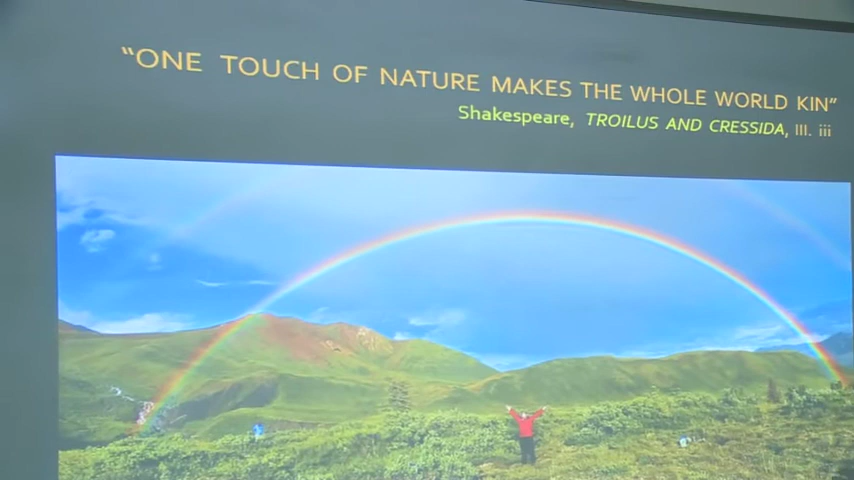 “ONE TOUCH OF NATURE MAKES THE WHOLE WORLD KIN”
Shakespeare, TROILUS AND CRESSIDA, III. iii